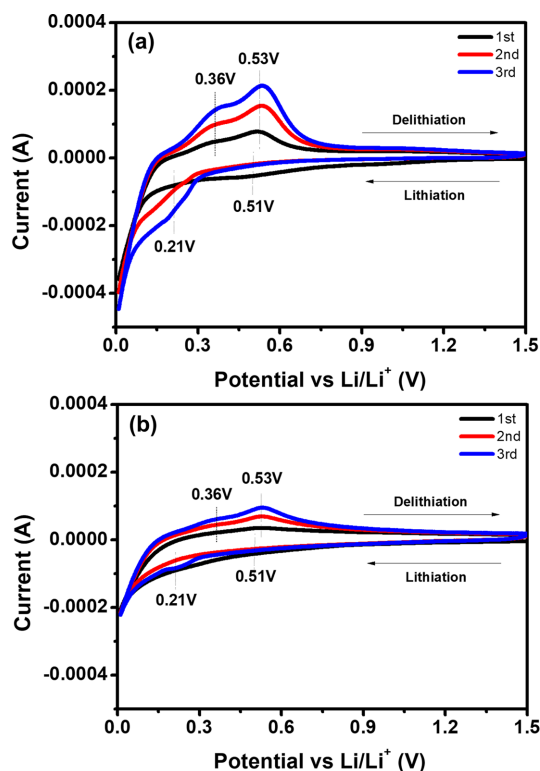 (a)
1st
2nd
3rd
0.53V
0.36V
Delithiation
Lithiation
0.51V
0.21V
0.0004
0.0002
0.0000
-0.0002
-0.0004
Current (A)
0.0
0.3
0.6
0.9
1.2
1.5
Potential vs Li/Li⁺ (V)
(b)
1st
2nd
3rd
0.53V
0.36V
Delithiation
Lithiation
0.51V
0.21V
0.0004
0.0002
0.0000
-0.0002
-0.0004
Current (A)
0.0
0.3
0.6
0.9
1.2
1.5
Potential vs Li/Li⁺ (V)